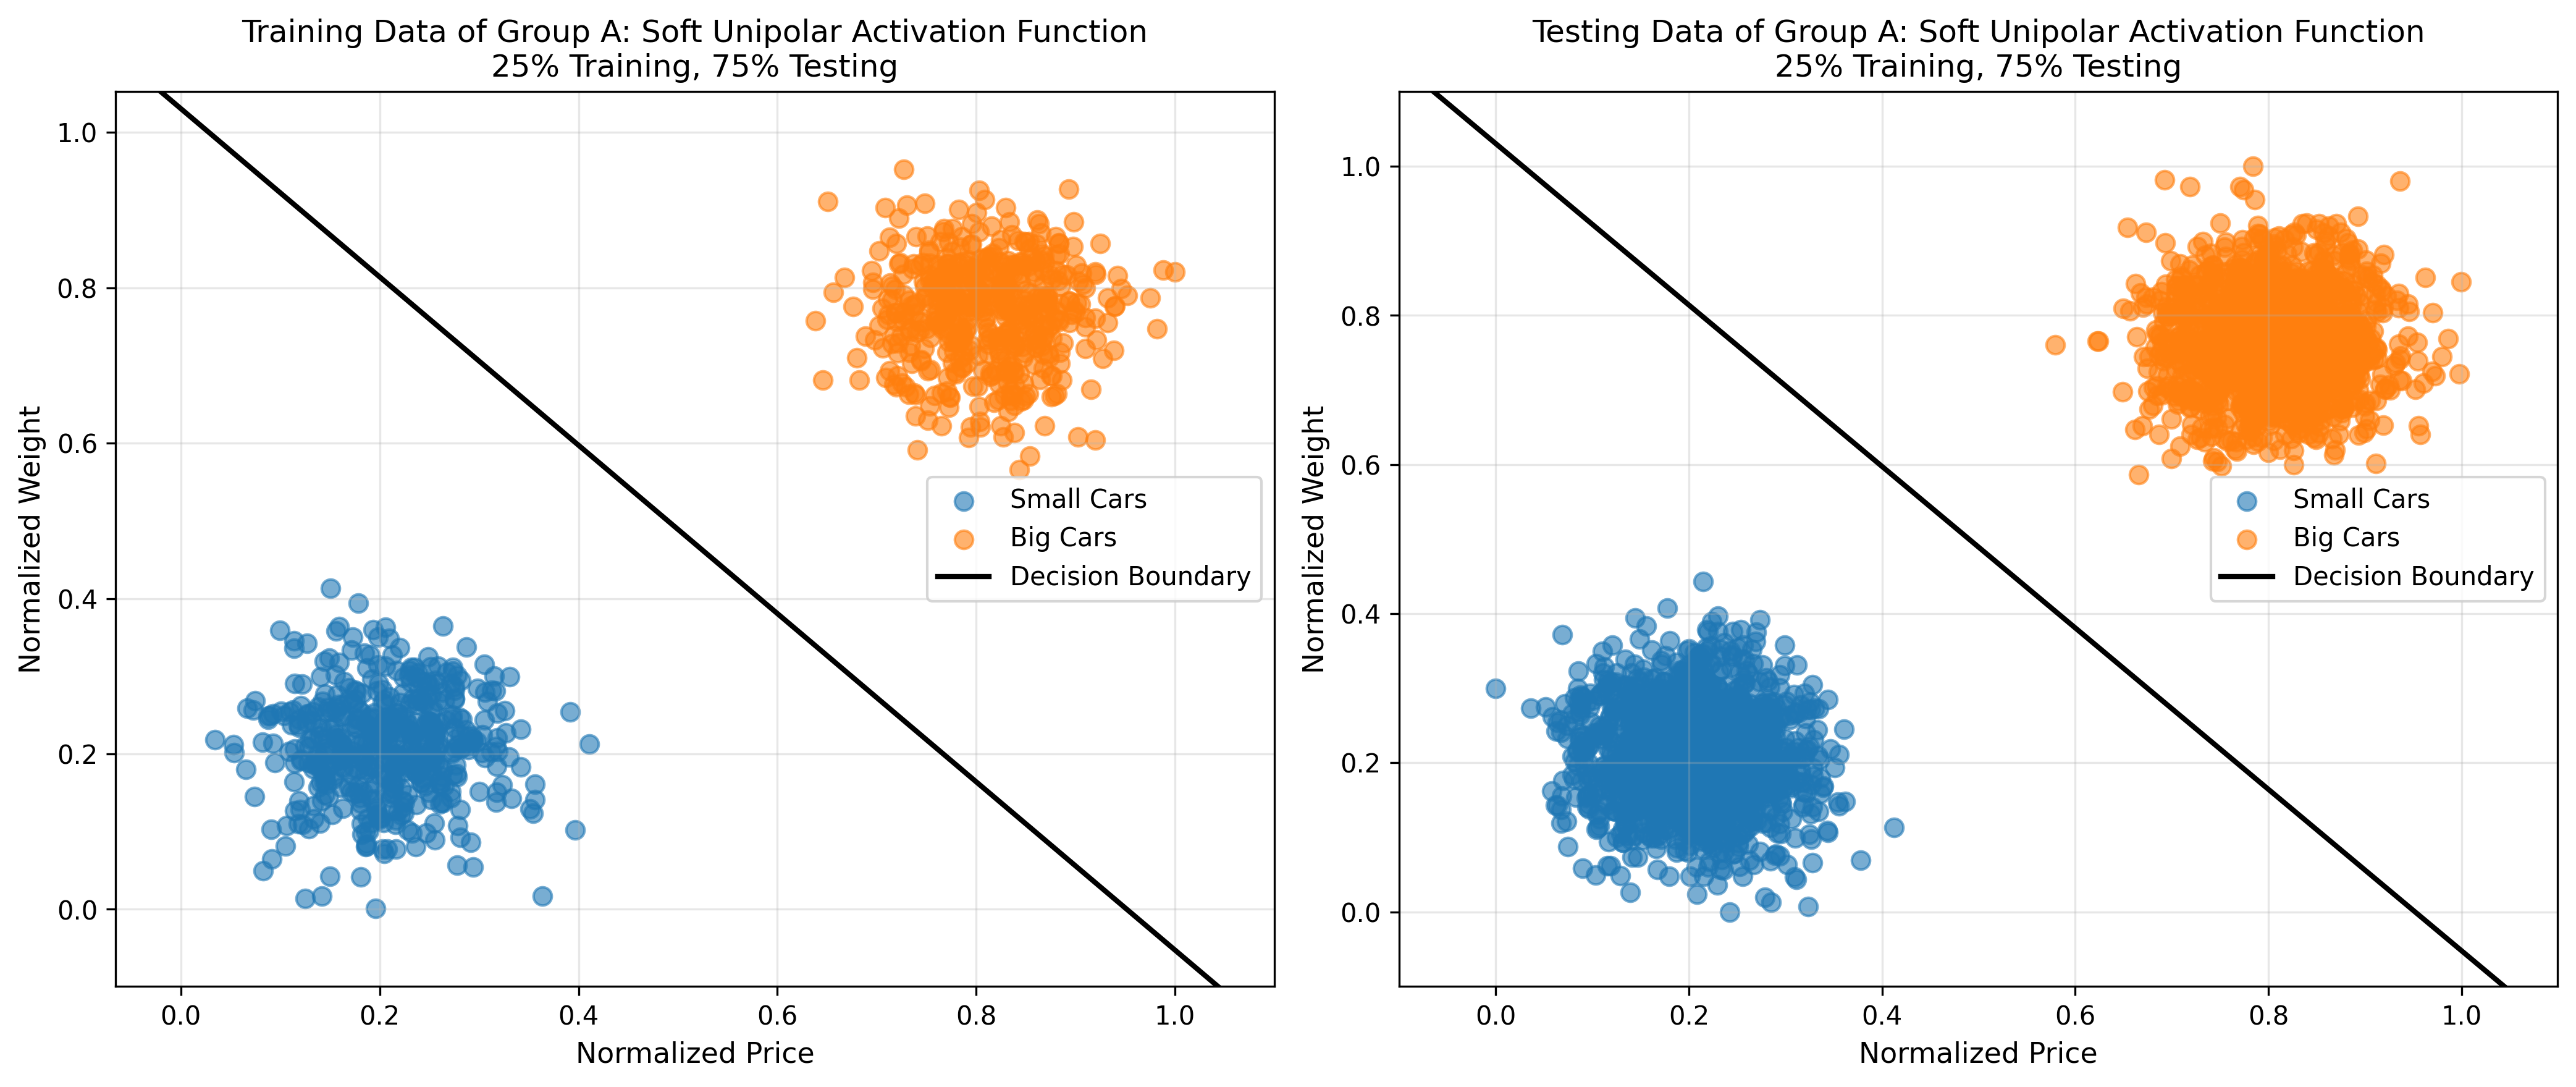 Training Data of Group A: Soft Unipolar Activation Function
25% Training, 75% Testing
Normalized Weight
1.0
0.8
0.6
0.4
0.2
0.0
Small Cars
Big Cars
Decision Boundary
0.0 0.2 0.4 0.6 0.8 1.0
Normalized Price
Testing Data of Group A: Soft Unipolar Activation Function
25% Training, 75% Testing
Normalized Weight
1.0
0.8
0.6
0.4
0.2
0.0
Small Cars
Big Cars
Decision Boundary
0.0 0.2 0.4 0.6 0.8 1.0
Normalized Price